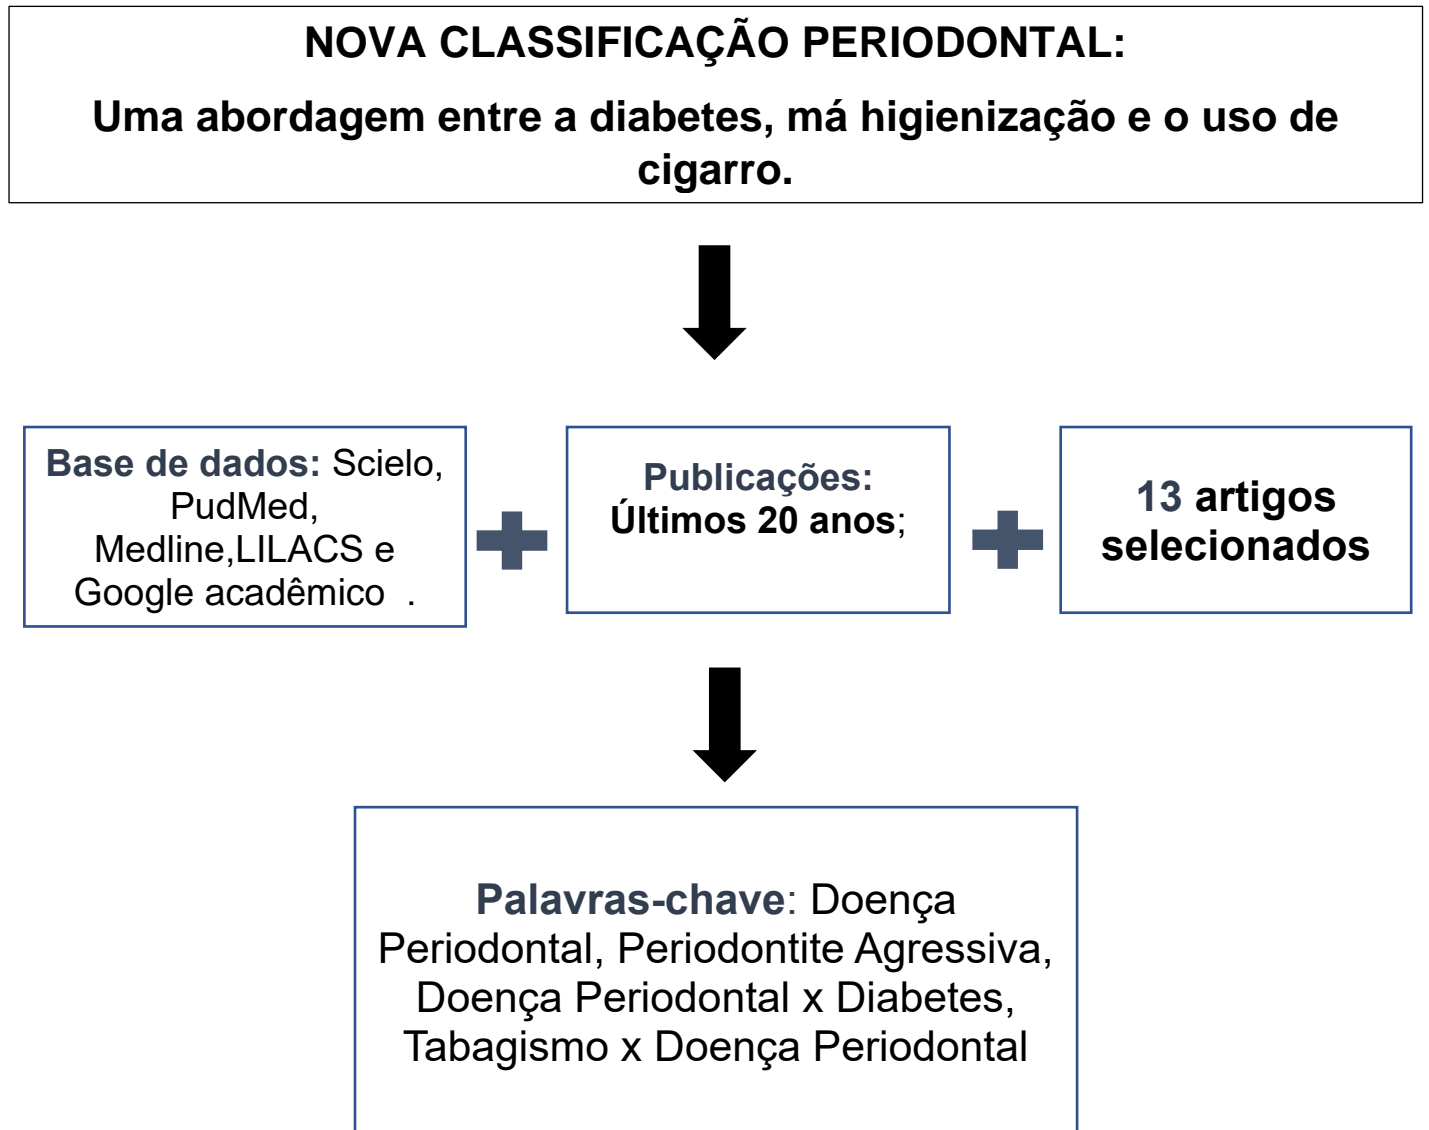 NOVA CLASSIFICAÇÃO PERIODONTAL:
Uma abordagem entre a diabetes, má higienização e o uso de
cigarro.
Base de dados: Scielo,
PudMed,
Medline,LILACS e
Google acadêmico .
Publicações:
Últimos 20 anos;
13 artigos
selecionados
Palavras-chave: Doença
Periodontal, Periodontite Agressiva,
Doença Periodontal x Diabetes,
Tabagismo x Doença Periodontal